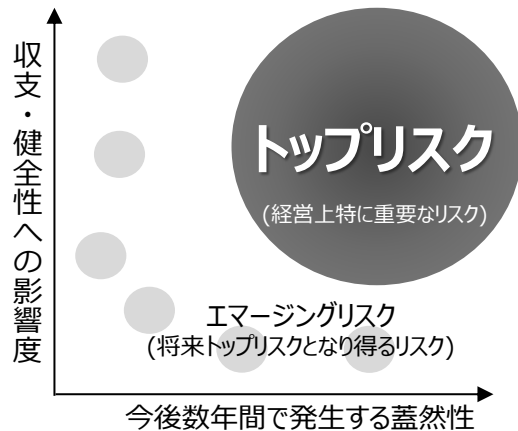 収支・健全性への影響度
トップリスク
(経営上特に重要なリスク)
エマージングリスク
(将来トップリスクとなり得るリスク)
今後数年間で発生する蓋然性